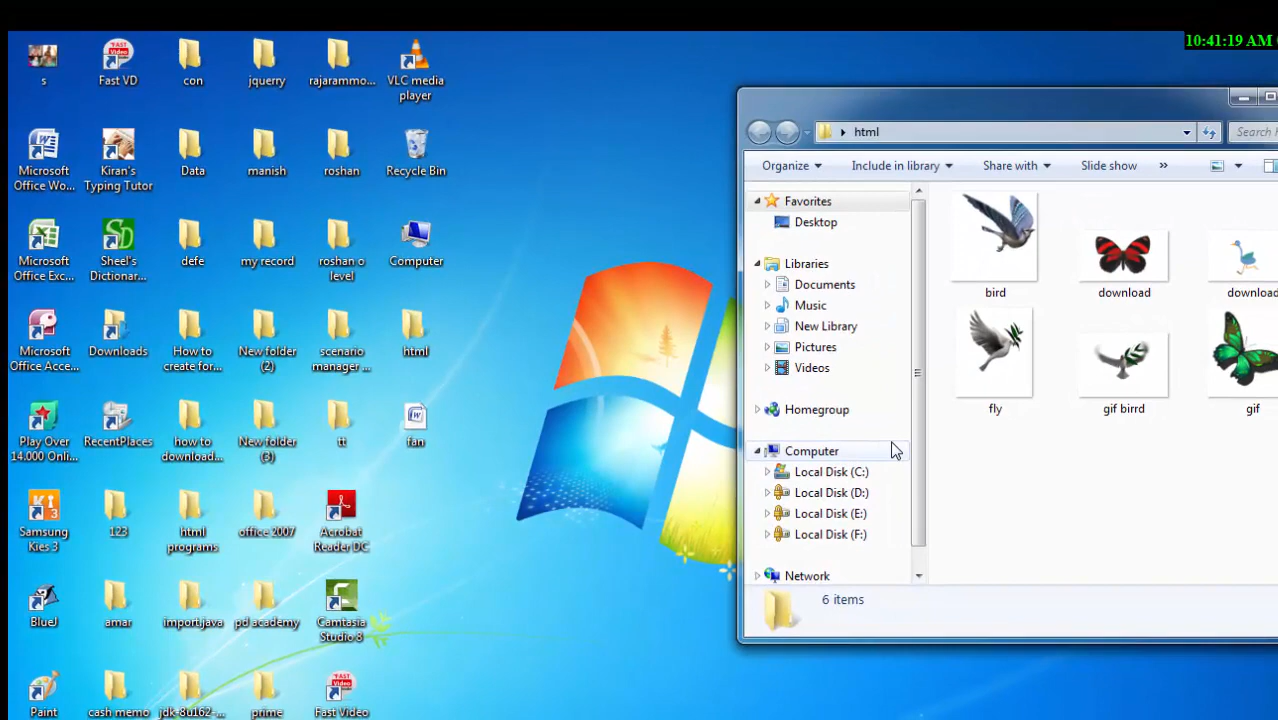 10:41:19 AM
s
Fast VD
con
jquerry
rajarammo...
VLC media
player
Microsoft
Office Wo...
Kiran's
Typing Tutor
Data
manish
roshan
Recycle Bin
Microsoft
Office Exc...
Sheel's
Dictionar...
defe
my record
roshan o
level
Computer
Microsoft
Office Acce...
Downloads
How to
create for...
New folder
(2)
scenario
manager ...
html
Play Over
14.000 Onli...
RecentPlaces
how to
download...
New folder
(3)
tt
fan
Samsung
Kies 3
123
html
programs
office 2007
Acrobat
Reader DC
BlueJ
amar
import.java
pd academy
Camtasia
Studio 8
Paint
cash memo
jdk-8u162-...
prime
Fast Video
html
Search
Organize
Include in library
Share with
Slide show
»
Favorites
Desktop
Libraries
Documents
Music
New Library
Pictures
Videos
Homegroup
Computer
Local Disk (C:)
Local Disk (D:)
Local Disk (E:)
Local Disk (F:)
Network
bird
download
download
fly
gif birrd
gif
6 items